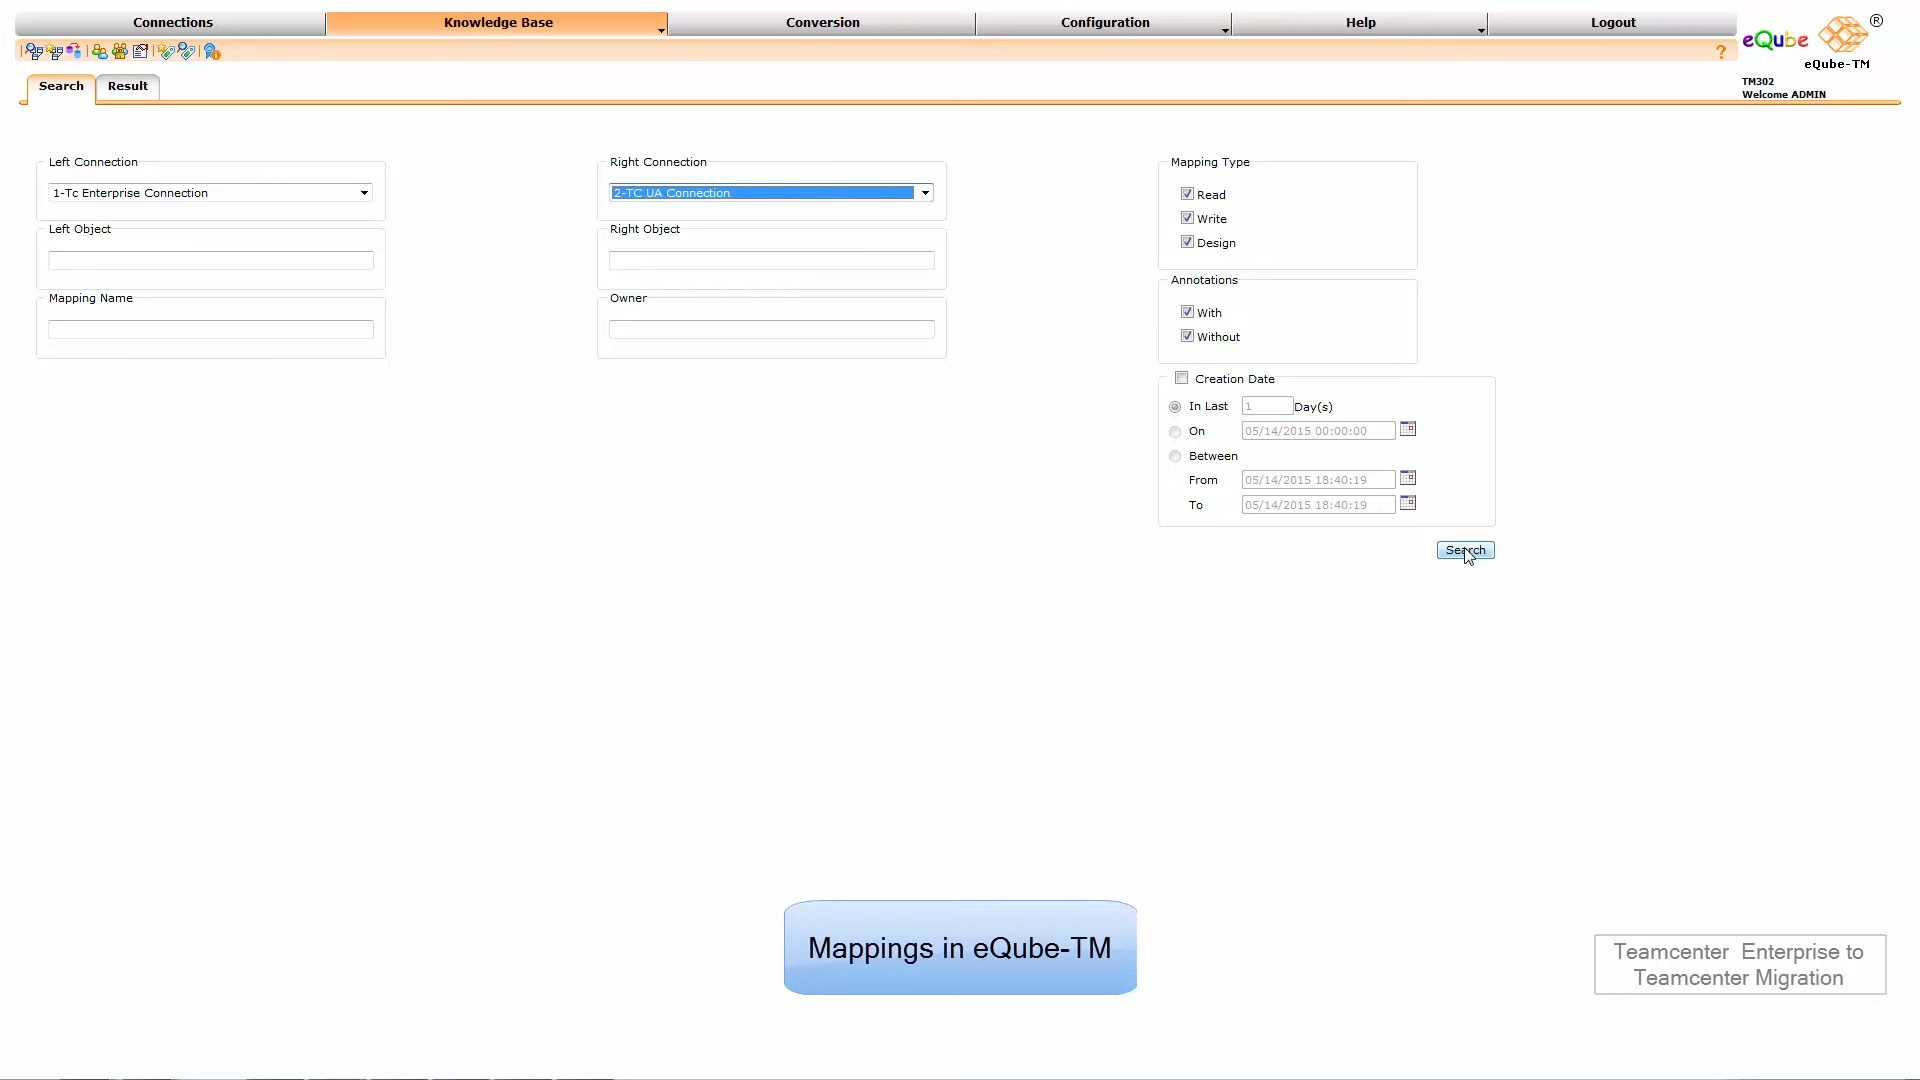 Connections
Knowledge Base
Conversion
Configuration
Help
Logout
®
eQube
eQube-TM
?
TM302
Welcome ADMIN
Search
Result
Left Connection
1-Tc Enterprise Connection
Right Connection
2-TC UA Connection
Mapping Type
Read
Write
Design
Left Object
Right Object
Annotations
With
Without
Mapping Name
Owner
Creation Date
In Last
1
Day(s)
On
05/14/2015 00:00:00
Between
From
05/14/2015 18:40:19
To
05/14/2015 18:40:19
Search
Mappings in eQube-TM
Teamcenter Enterprise to
Teamcenter Migration